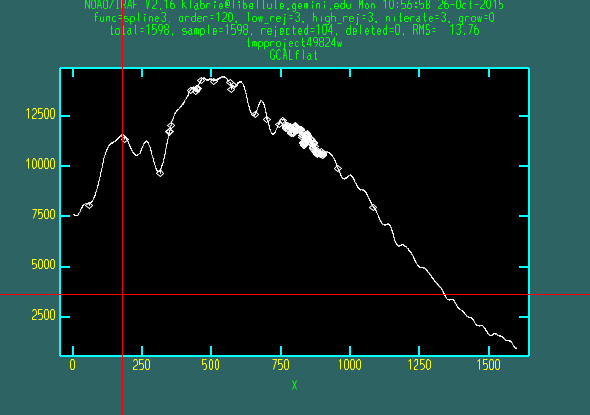 NOAO/IRAF V2.16 klabrie@libellule.gemini.edu Mon 10:56:58 26-Oct-2015
func=spline3, order=120, low_rej=3, high_rej=3, niterate=3, grow=0
total=1598, sample=1598, rejected=104, deleted=0, RMS= 13.76
tmpproject49824w
GCALflat
12500
10000
7500
5000
2500
0 250 500 750 1000 1250 1500
X